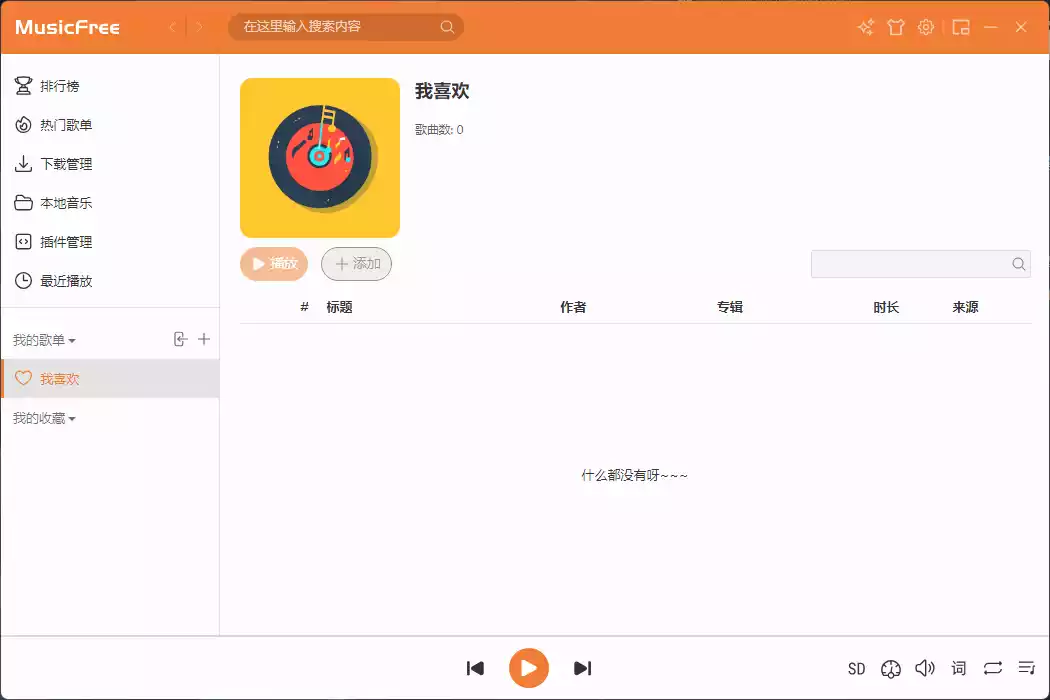 MusicFree
在这里输入搜索内容
排行榜
热门歌单
下载管理
本地音乐
插件管理
最近播放
我的歌单
我喜欢
我的收藏
我喜欢
歌曲数: 0
播放
添加
# 标题 作者 专辑 时长 来源
什么都没有呀~~~
SD 词